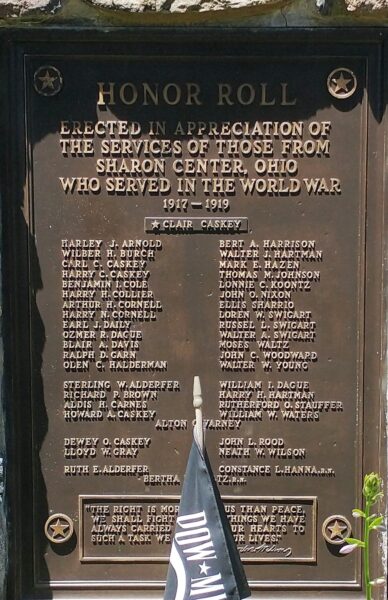 HONOR ROLL
ERECTED IN APPRECIATION OF
THE SERVICES OF THOSE FROM
SHARON CENTER, OHIO
WHO SERVED IN THE WORLD WAR
1917 — 1919
★ CLAIR CASKEY
HARLEY J. ARNOLD
WILBER H. BURCH
CARL C. CASKEY
HARRY C. CASKEY
BENJAMIN I. COLE
HARRY H. COLLIER
ARTHUR H. CORNELL
HARRY N. CORNELL
EARL J. DAILY
OZMER R. DAGUE
BLAIR A. DAVIS
RALPH D. GARN
OLEN C. HALDERMAN
BERT A. HARRISON
WALTER J. HARTMAN
MARK E. HAZEN
THOMAS M. JOHNSON
LONNIE C. KOONTZ
JOHN O. NIXON
ELLIS SHARRIO
LOREN W. SWIGART
RUSSEL L. SWIGART
WALTER A. SWIGART
MOSES WALTZ
JOHN C. WOODWARD
WALTER W. YOUNG
STERLING W. ALDERFER
RICHARD P. BROWN
ALDIS H. CARNES
HOWARD A. CASKEY
WILLIAM I. DAGUE
HARRY H. HARTMAN
RUTHERFORD O. STAUFFER
WILLIAM W. WATERS
ALTON VARNEY
DEWEY O. CASKEY
LLOYD W. GRAY
JOHN L. ROOD
NEATH W. WILSON
RUTH E. ALDERFER
CONSTANCE L. HANNA, R.N.
BERTHA TZ, R.N.
"THE RIGHT IS MOR OUS THAN PEACE,
WE SHALL FIGHT THINGS WE HAVE
ALWAYS CARRIED OUR HEARTS TO
SUCH A TASK WE OUR LIVES"
DOW ★ MI